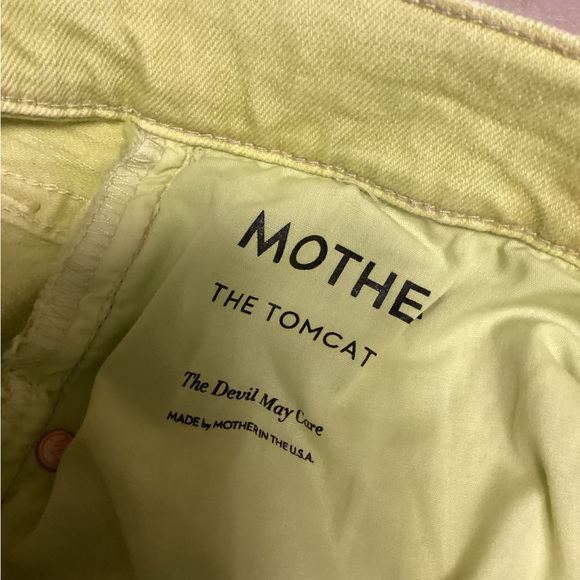 MOTHE
THE TOMCAT
The Devil May Care
MADE by MOTHER IN THE U.S.A.